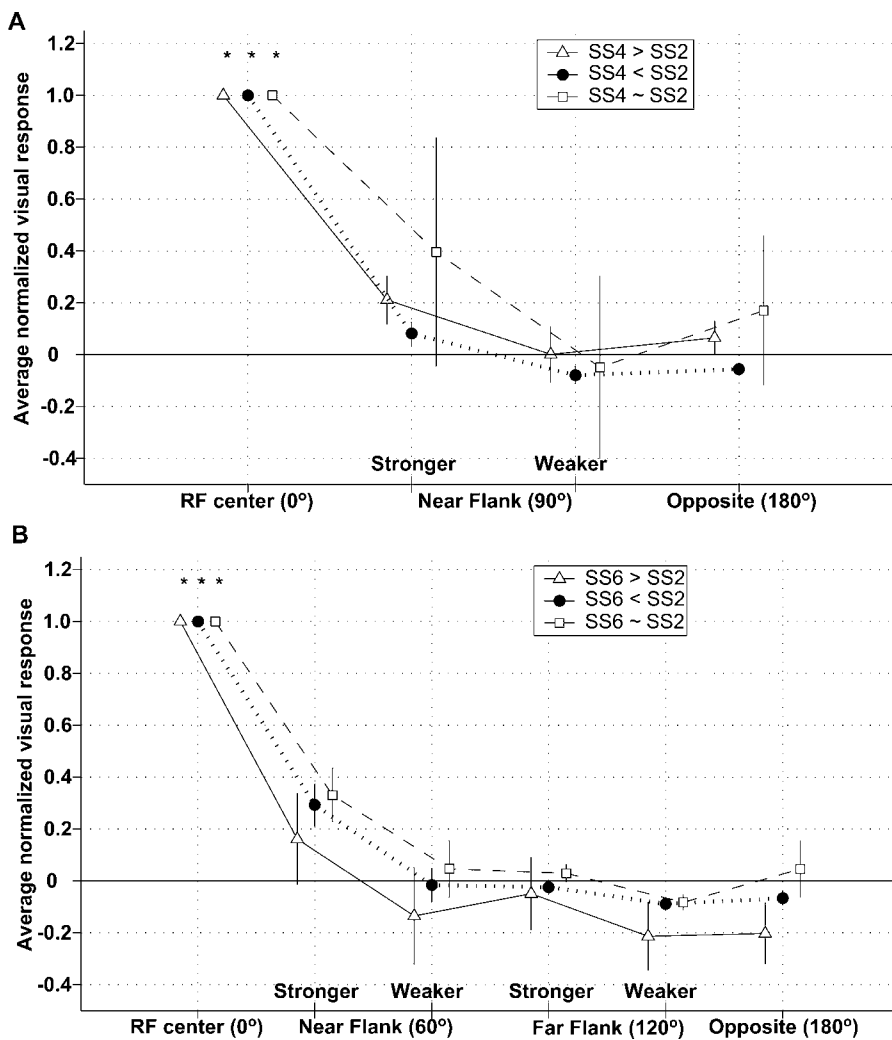 A
Average normalized visual response
1.2
1.0
0.8
0.6
0.4
0.2
0
-0.2
-0.4
* * *
SS4 > SS2
SS4 < SS2
SS4 ~ SS2
Stronger Weaker
RF center (0º) Near Flank (90º) Opposite (180º)
B
Average normalized visual response
1.2
1.0
0.8
0.6
0.4
0.2
0
-0.2
-0.4
* * *
SS6 > SS2
SS6 < SS2
SS6 ~ SS2
Stronger Weaker Stronger Weaker
RF center (0º) Near Flank (60º) Far Flank (120º) Opposite (180º)